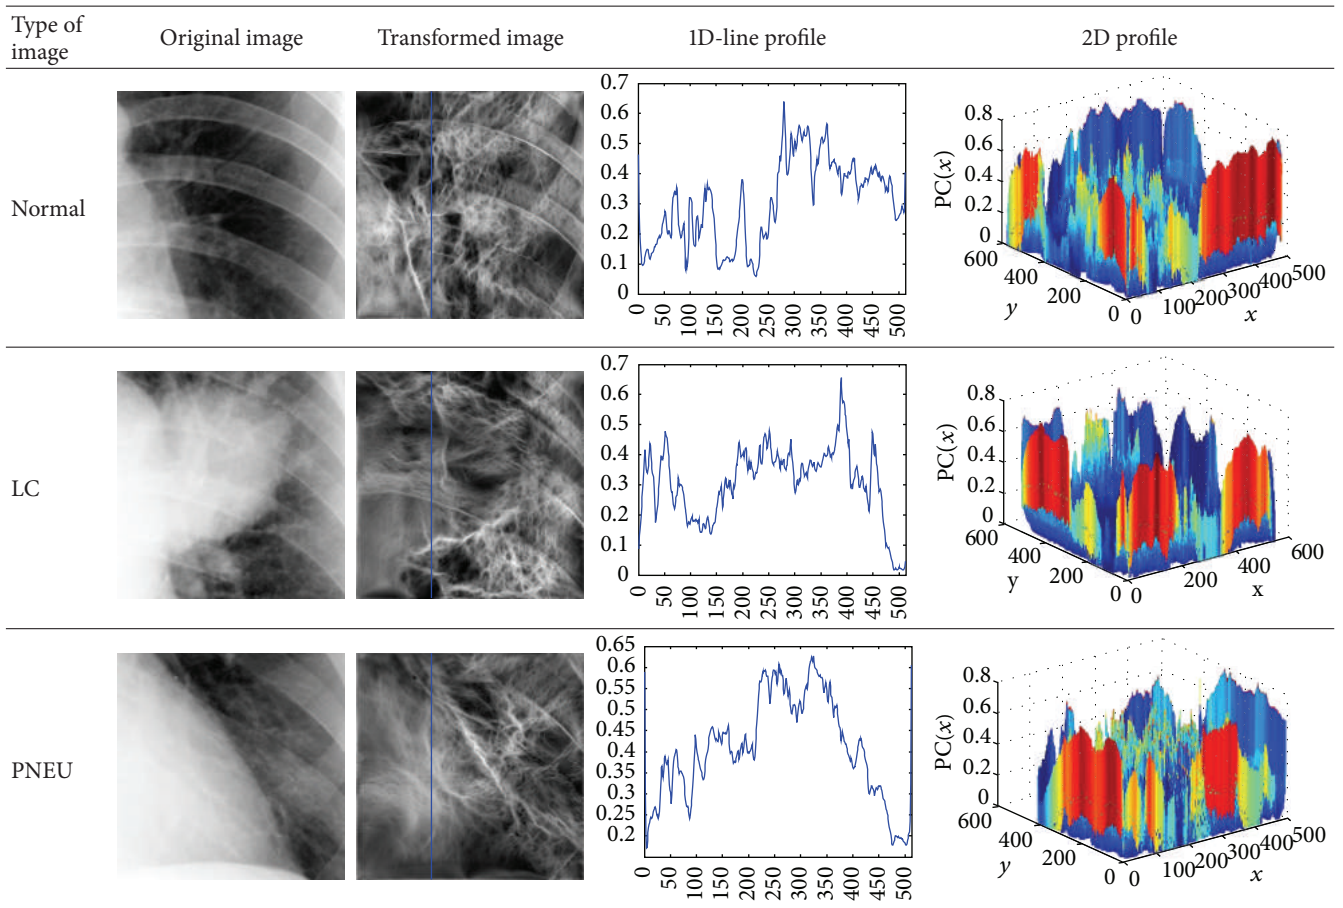 Type of image
Original image
Transformed image
1D-line profile
2D profile
Normal
0.7
0.6
0.5
0.4
0.3
0.2
0.1
0
0 50 100 150 200 250 300 350 400 450 500
PC(x)
0.8
0.6
0.4
0.2
0
600
400
200
0
y
0 100 200 300 400 500
x
LC
0.7
0.6
0.5
0.4
0.3
0.2
0.1
0
0 50 100 150 200 250 300 350 400 450 500
PC(x)
0.8
0.6
0.4
0.2
0
600
400
200
0
y
0 200 400 600
x
PNEU
0.65
0.6
0.55
0.5
0.45
0.4
0.35
0.3
0.25
0.2
0 50 100 150 200 250 300 350 400 450 500
PC(x)
0.8
0.6
0.4
0.2
0
600
400
200
0
y
0 100 200 300 400 500
x